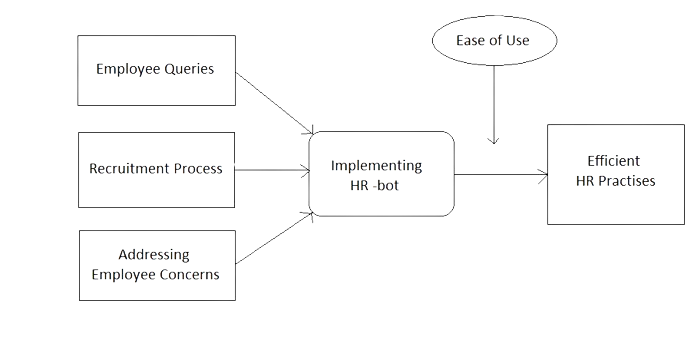 Ease of Use
Employee Queries
Recruitment Process
Implementing
HR -bot
Efficient
HR Practises
Addressing
Employee Concerns